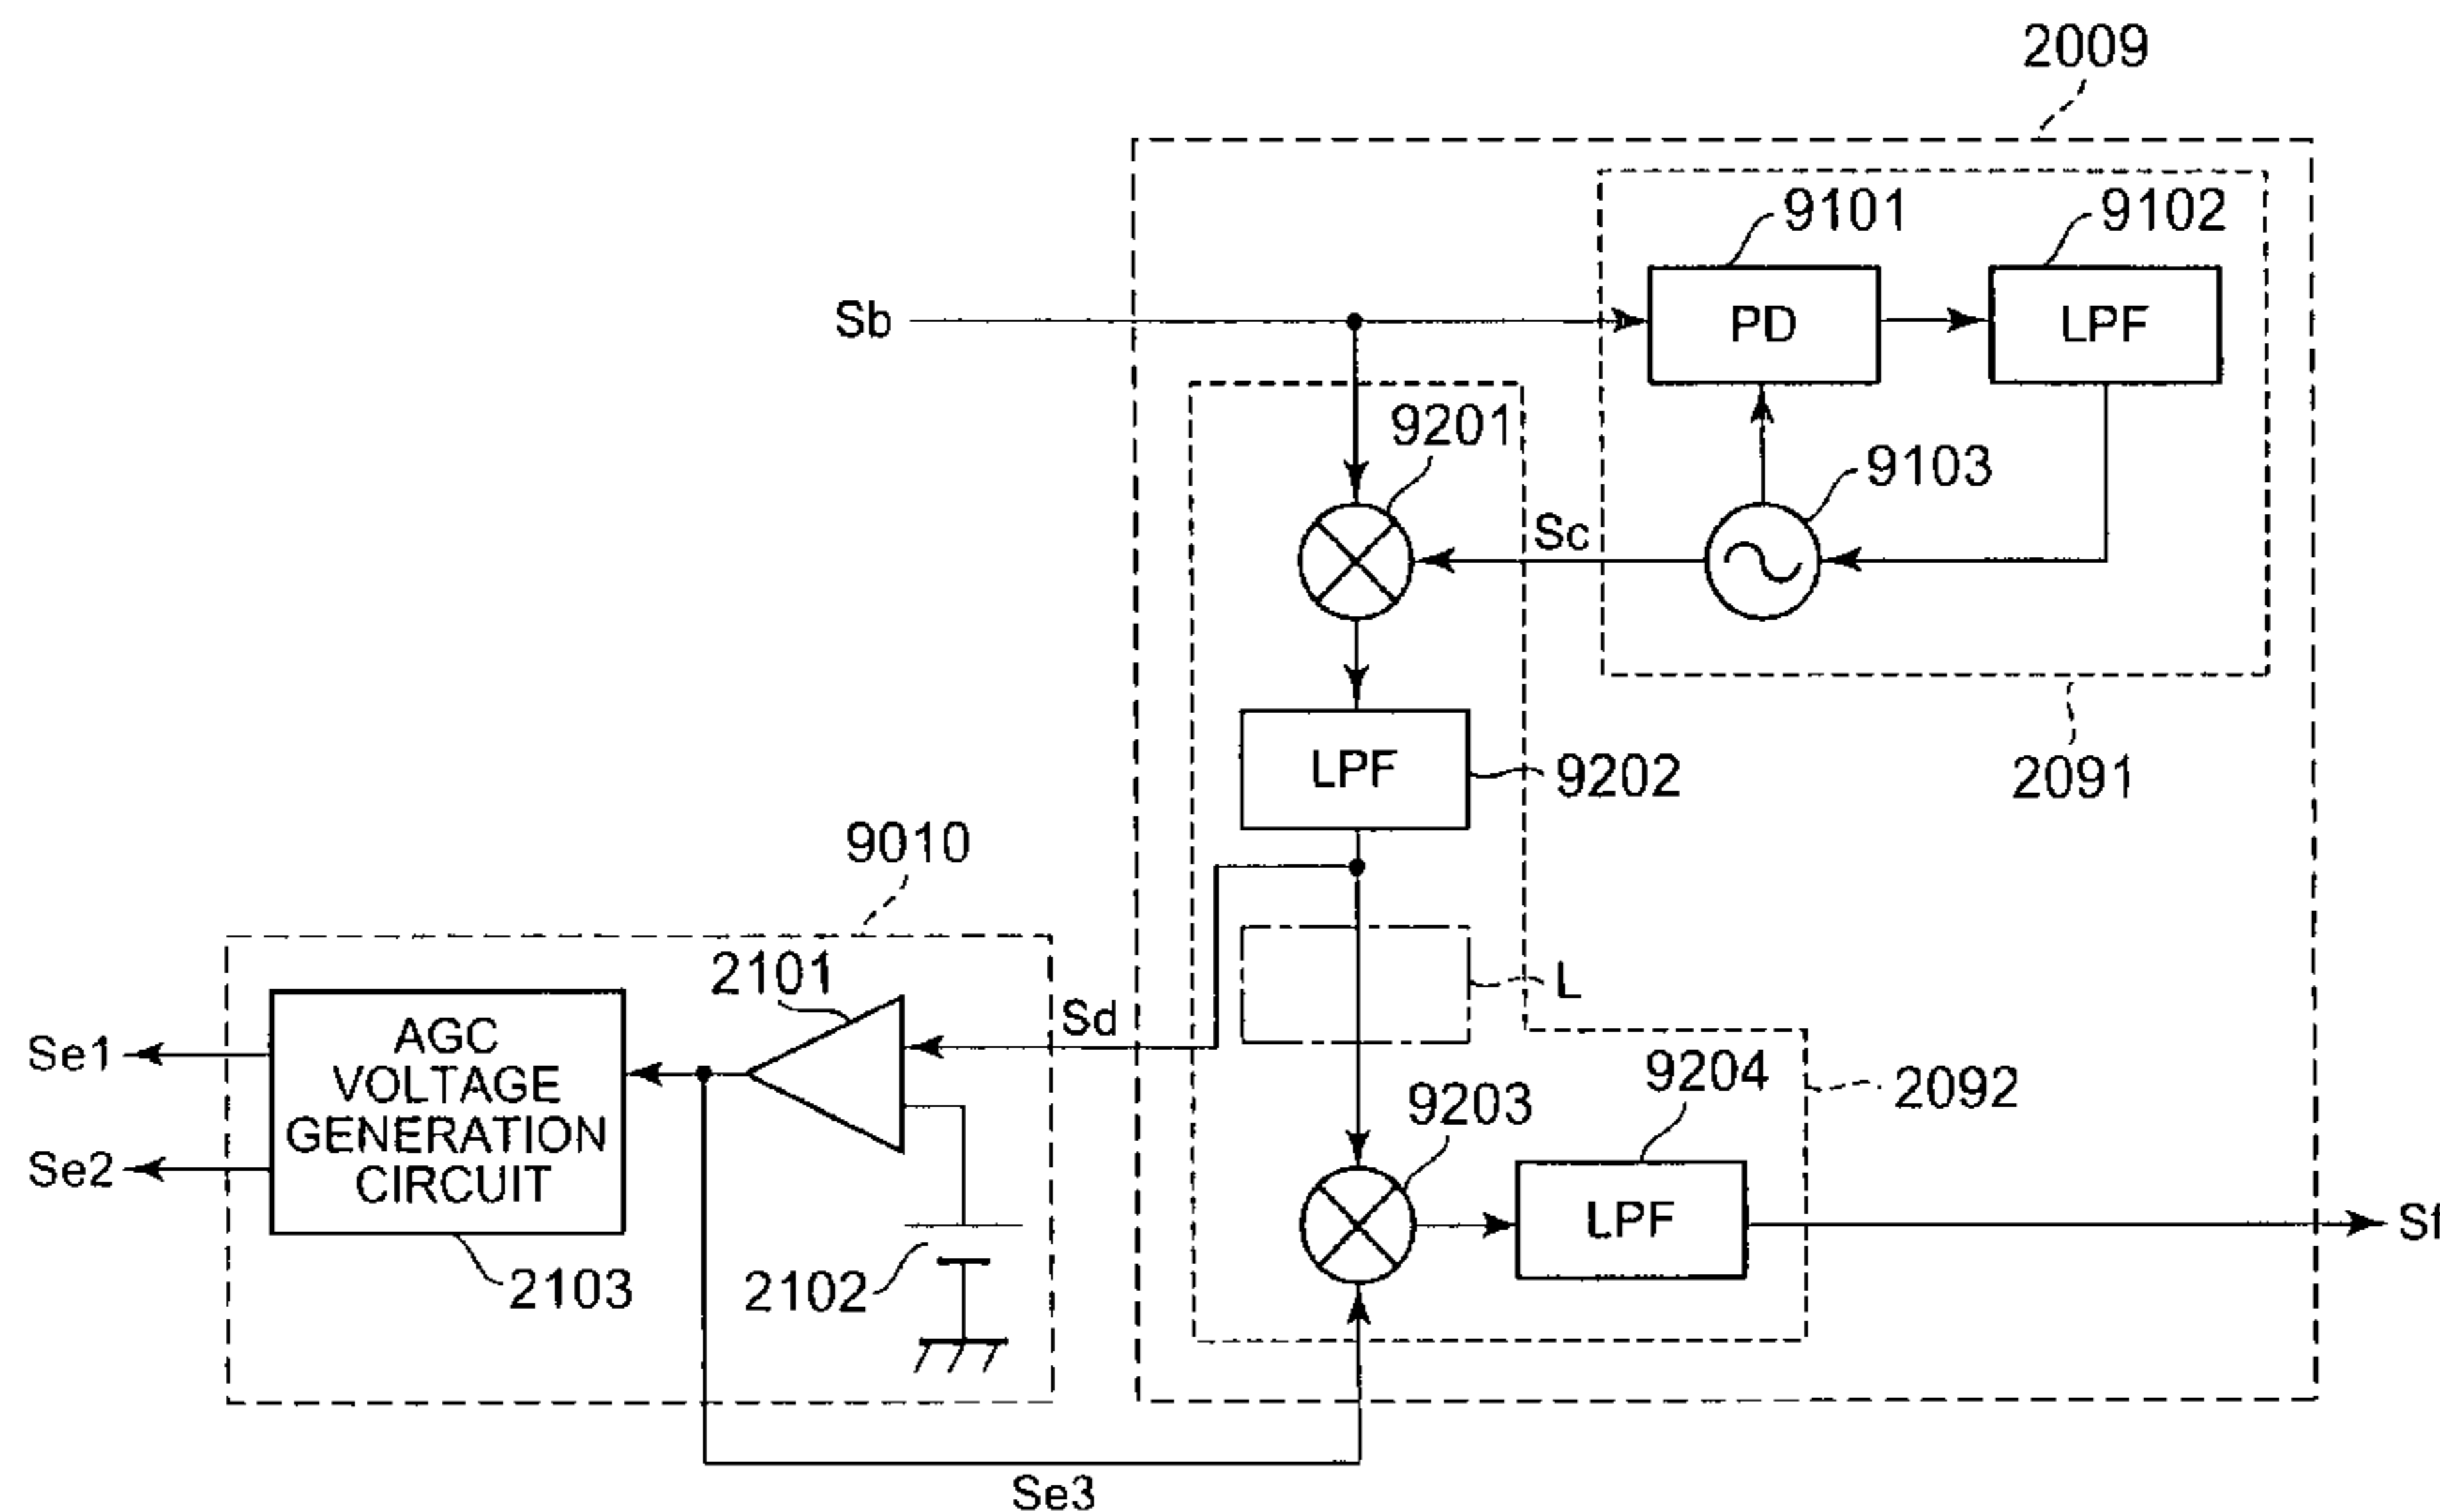 2009
9101
9102
Sb
PD
LPF
9201
9103
Sc
LPF
9202
2091
9010
2101
L
Sd
AGC
VOLTAGE
GENERATION
CIRCUIT
Se1
9204
2092
9203
Se2
LPF
Sf
2103
2102
Se3